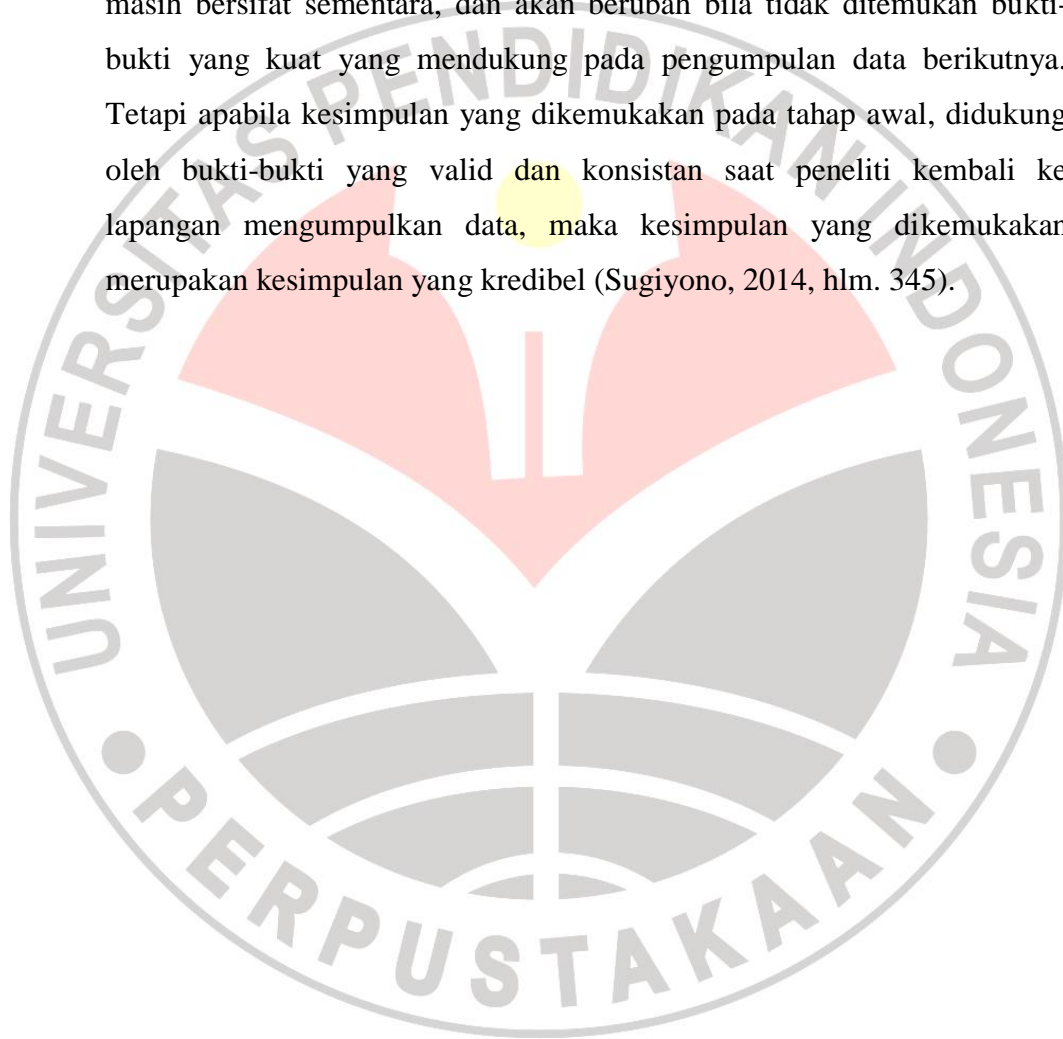 masih bersifat sementara, dan akan berubah bila tidak ditemukan bukti-
bukti yang kuat yang mendukung pada pengumpulan data berikutnya.
Tetapi apabila kesimpulan yang dikemukakan pada tahap awal, didukung
oleh bukti-bukti yang valid dan konsistan saat peneliti kembali ke
lapangan mengumpulkan data, maka kesimpulan yang dikemukakan
merupakan kesimpulan yang kredibel (Sugiyono, 2014, hlm. 345).
UNIVERSITAS PENDIDIKAN INDONESIA
PERPUSTAKAAN